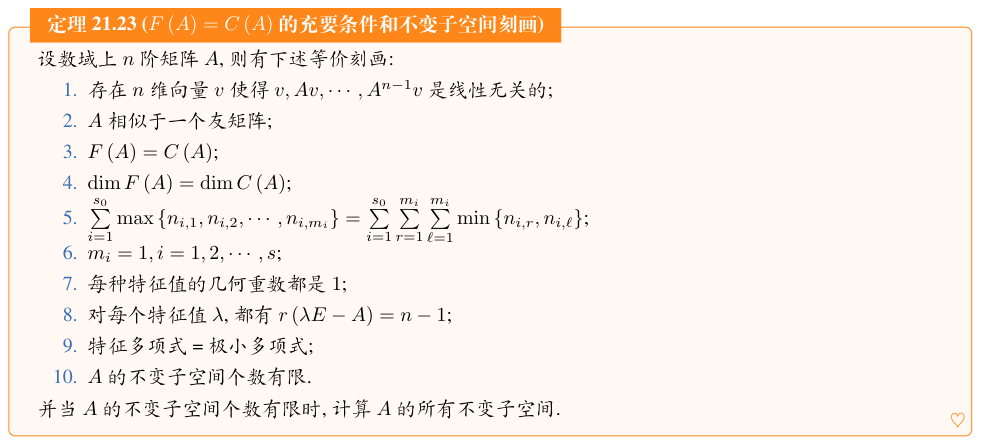 定理 21.23 (F (A) = C (A) 的充要条件和不变子空间刻画)
设数域上 n 阶矩阵 A, 则有下述等价刻画:
1. 存在 n 维向量 v 使得 v, Av, ⋯ , Aⁿ⁻¹v 是线性无关的;
2. A 相似于一个友矩阵;
3. F (A) = C (A);
4. dim F (A) = dim C (A);
5. \sum_{i=1}^{s_0} max {n_{i,1}, n_{i,2}, ⋯ , n_{i,m_i}} = \sum_{i=1}^{s_0} \sum_{r=1}^{m_i} \sum_{ℓ=1}^{m_i} min {n_{i,r}, n_{i,ℓ}};
6. m_i = 1, i = 1, 2, ⋯ , s;
7. 每种特征值的几何重数都是 1;
8. 对每个特征值 λ, 都有 r (λE − A) = n − 1;
9. 特征多项式 = 极小多项式;
10. A 的不变子空间个数有限.
并当 A 的不变子空间个数有限时, 计算 A 的所有不变子空间.
♡